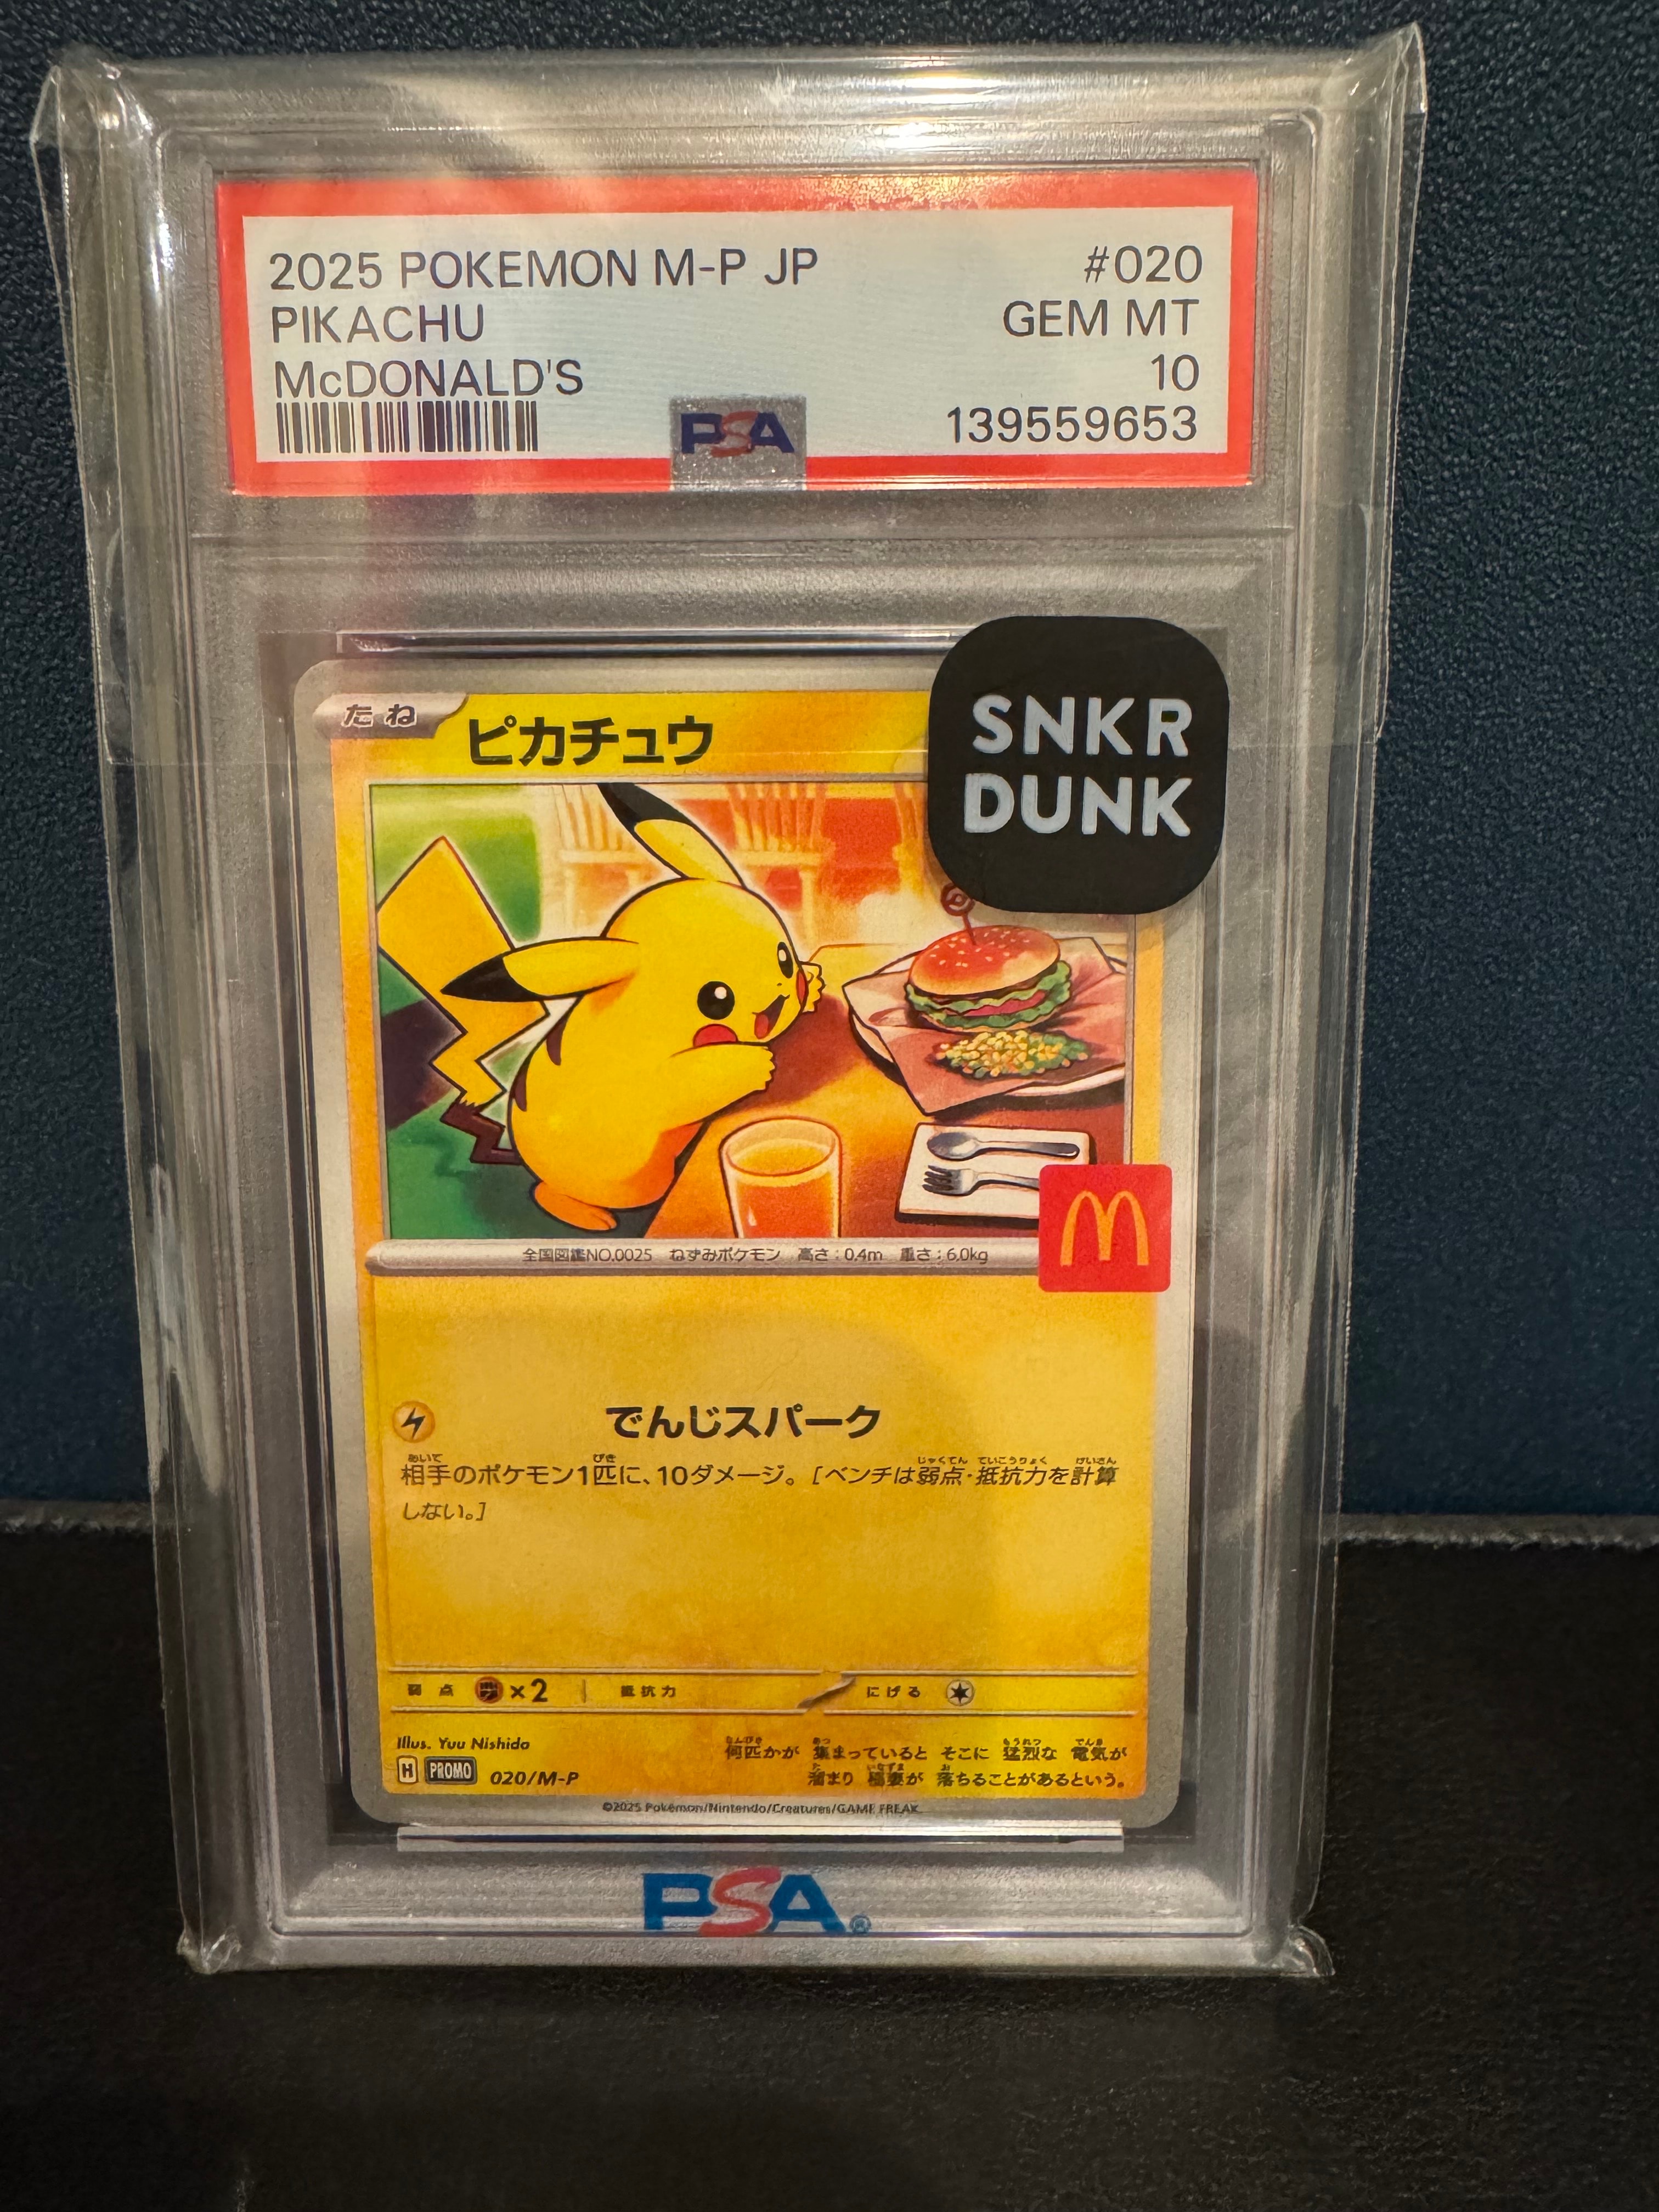 2025 POKEMON M-P JP #020
PIKACHU GEM MT
McDONALD'S 10
PSA 139559653
SNKR
DUNK
たね ピカチュウ
全国図鑑NO.0025 ねずみポケモン 高さ:0.4m 重さ:6.0kg
でんじスパーク
相手のポケモン1匹に、10ダメージ。[ベンチは弱点・抵抗力を計算
しない。]
弱点 ×2 抵抗力 にげる
Illus. Yuu Nishida
何匹かが 集まっていると そこに 猛烈な 電気が
溜まり 稲妻が 落ちることがあるという。
H PROMO 020/M-P
©2025 Pokémon/Nintendo/Creatures/GAME FREAK.
PSA®